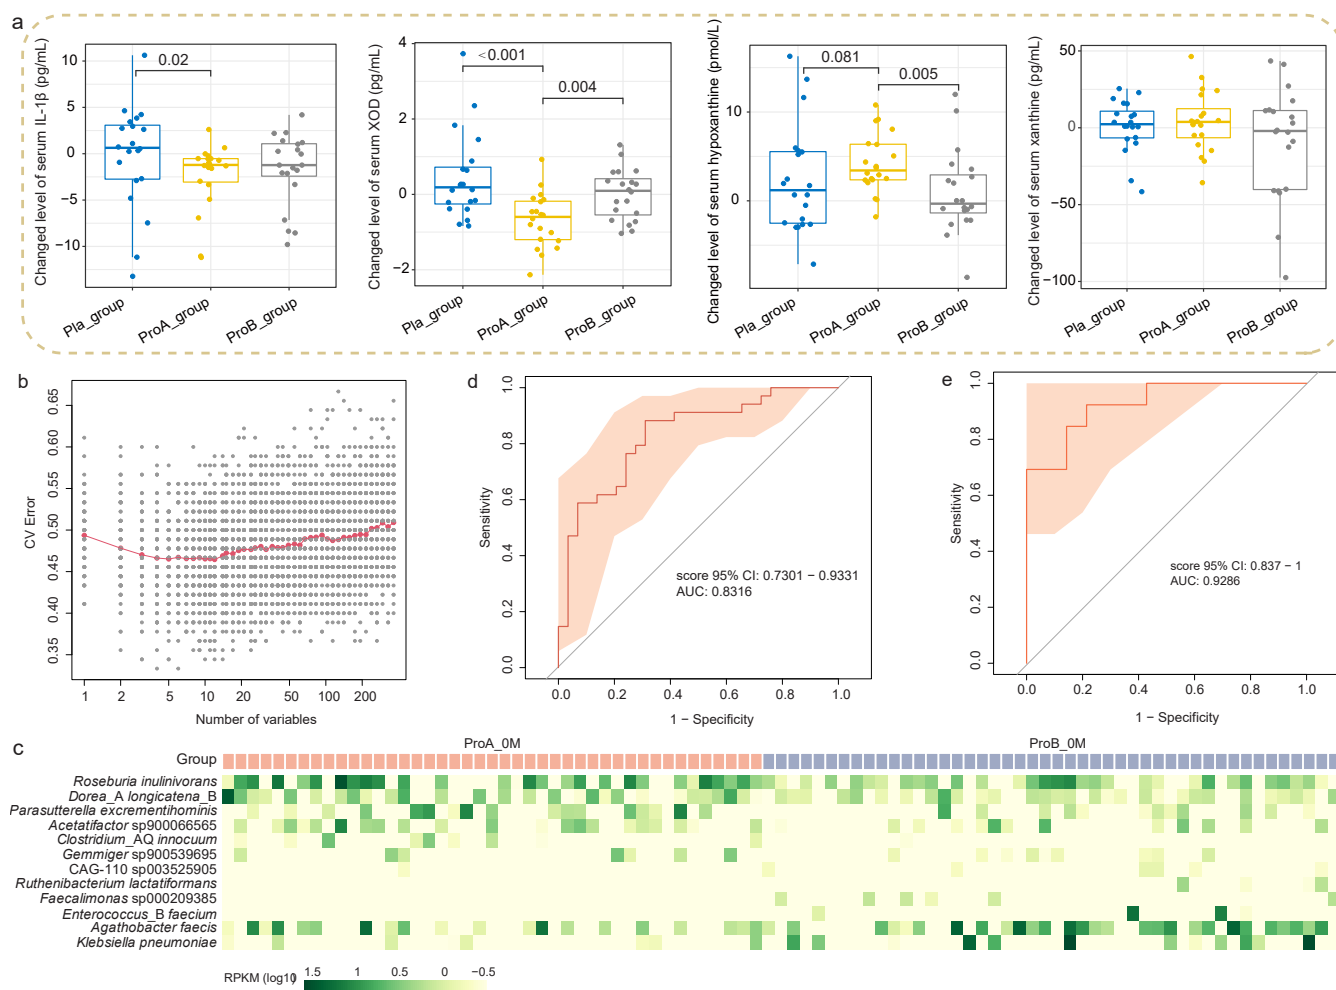 a
Changed level of serum IL-1β (pg/mL)
10
5
0
−5
−10
0.02
Pla_group
ProA_group
ProB_group
Changed level of serum XOD (pg/mL)
4
2
0
−2
<0.001
0.004
Pla_group
ProA_group
ProB_group
Changed level of serum hypoxanthine (pmol/L)
10
0
0.081
0.005
Pla_group
ProA_group
ProB_group
Changed level of serum xanthine (pg/mL)
50
0
−50
−100
Pla_group
ProA_group
ProB_group
b
CV Error
0.65
0.60
0.55
0.50
0.45
0.40
0.35
1 2 5 10 20 50 100 200
Number of variables
d
Sensitivity
1.0
0.8
0.6
0.4
0.2
0.0
score 95% CI: 0.7301 − 0.9331
AUC: 0.8316
0.0 0.2 0.4 0.6 0.8 1.0
1 − Specificity
e
Sensitivity
1.0
0.8
0.6
0.4
0.2
0.0
score 95% CI: 0.837 − 1
AUC: 0.9286
0.0 0.2 0.4 0.6 0.8 1.0
1 − Specificity
c
ProA_0M ProB_0M
Group
Roseburia inulinivorans
Dorea_A longicatena_B
Parasutterella excrementihominis
Acetatifactor sp900066565
Clostridium_AQ innocuum
Gemmiger sp900539695
CAG-110 sp003525905
Ruthenibacterium lactatiformans
Faecalimonas sp000209385
Enterococcus_B faecium
Agathobacter faecis
Klebsiella pneumoniae
RPKM (log10) 1.5 1 0.5 0 −0.5